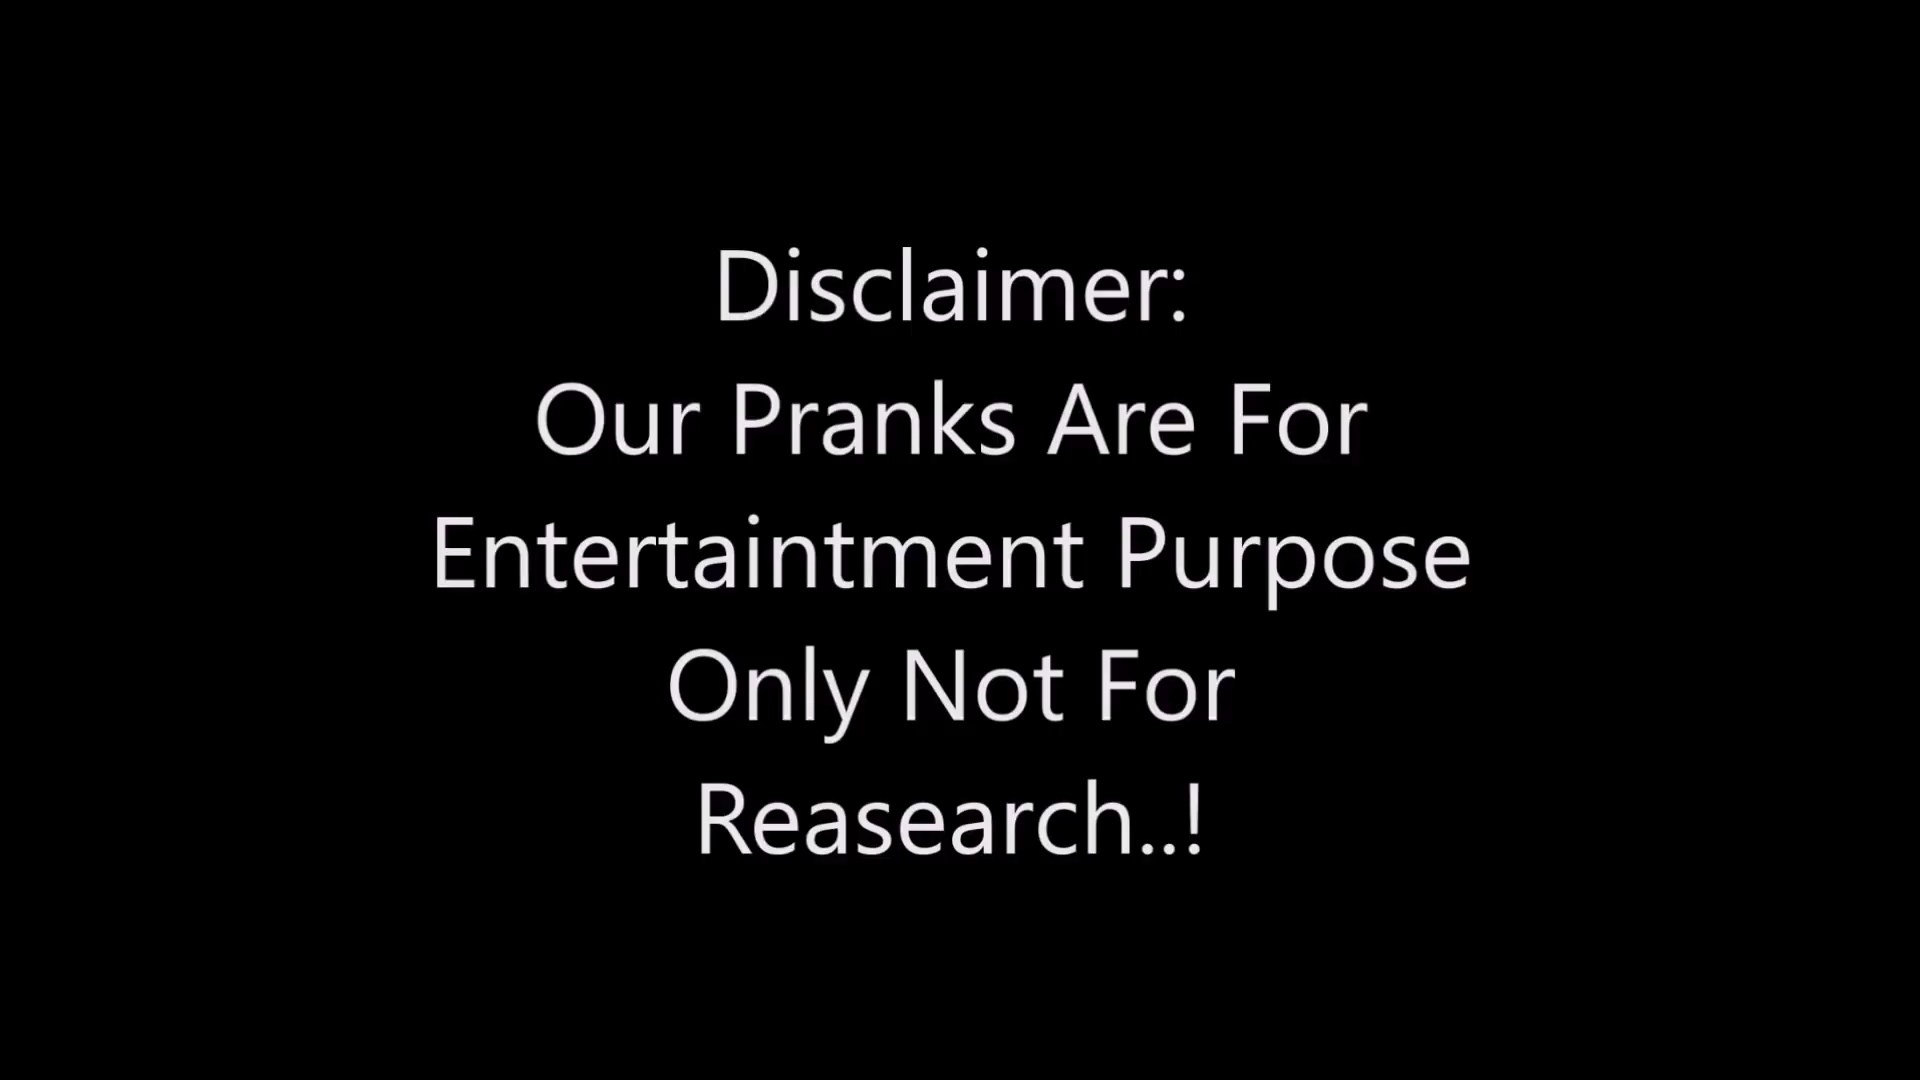 Disclaimer:
Our Pranks Are For
Entertaintment Purpose
Only Not For
Reasearch..!